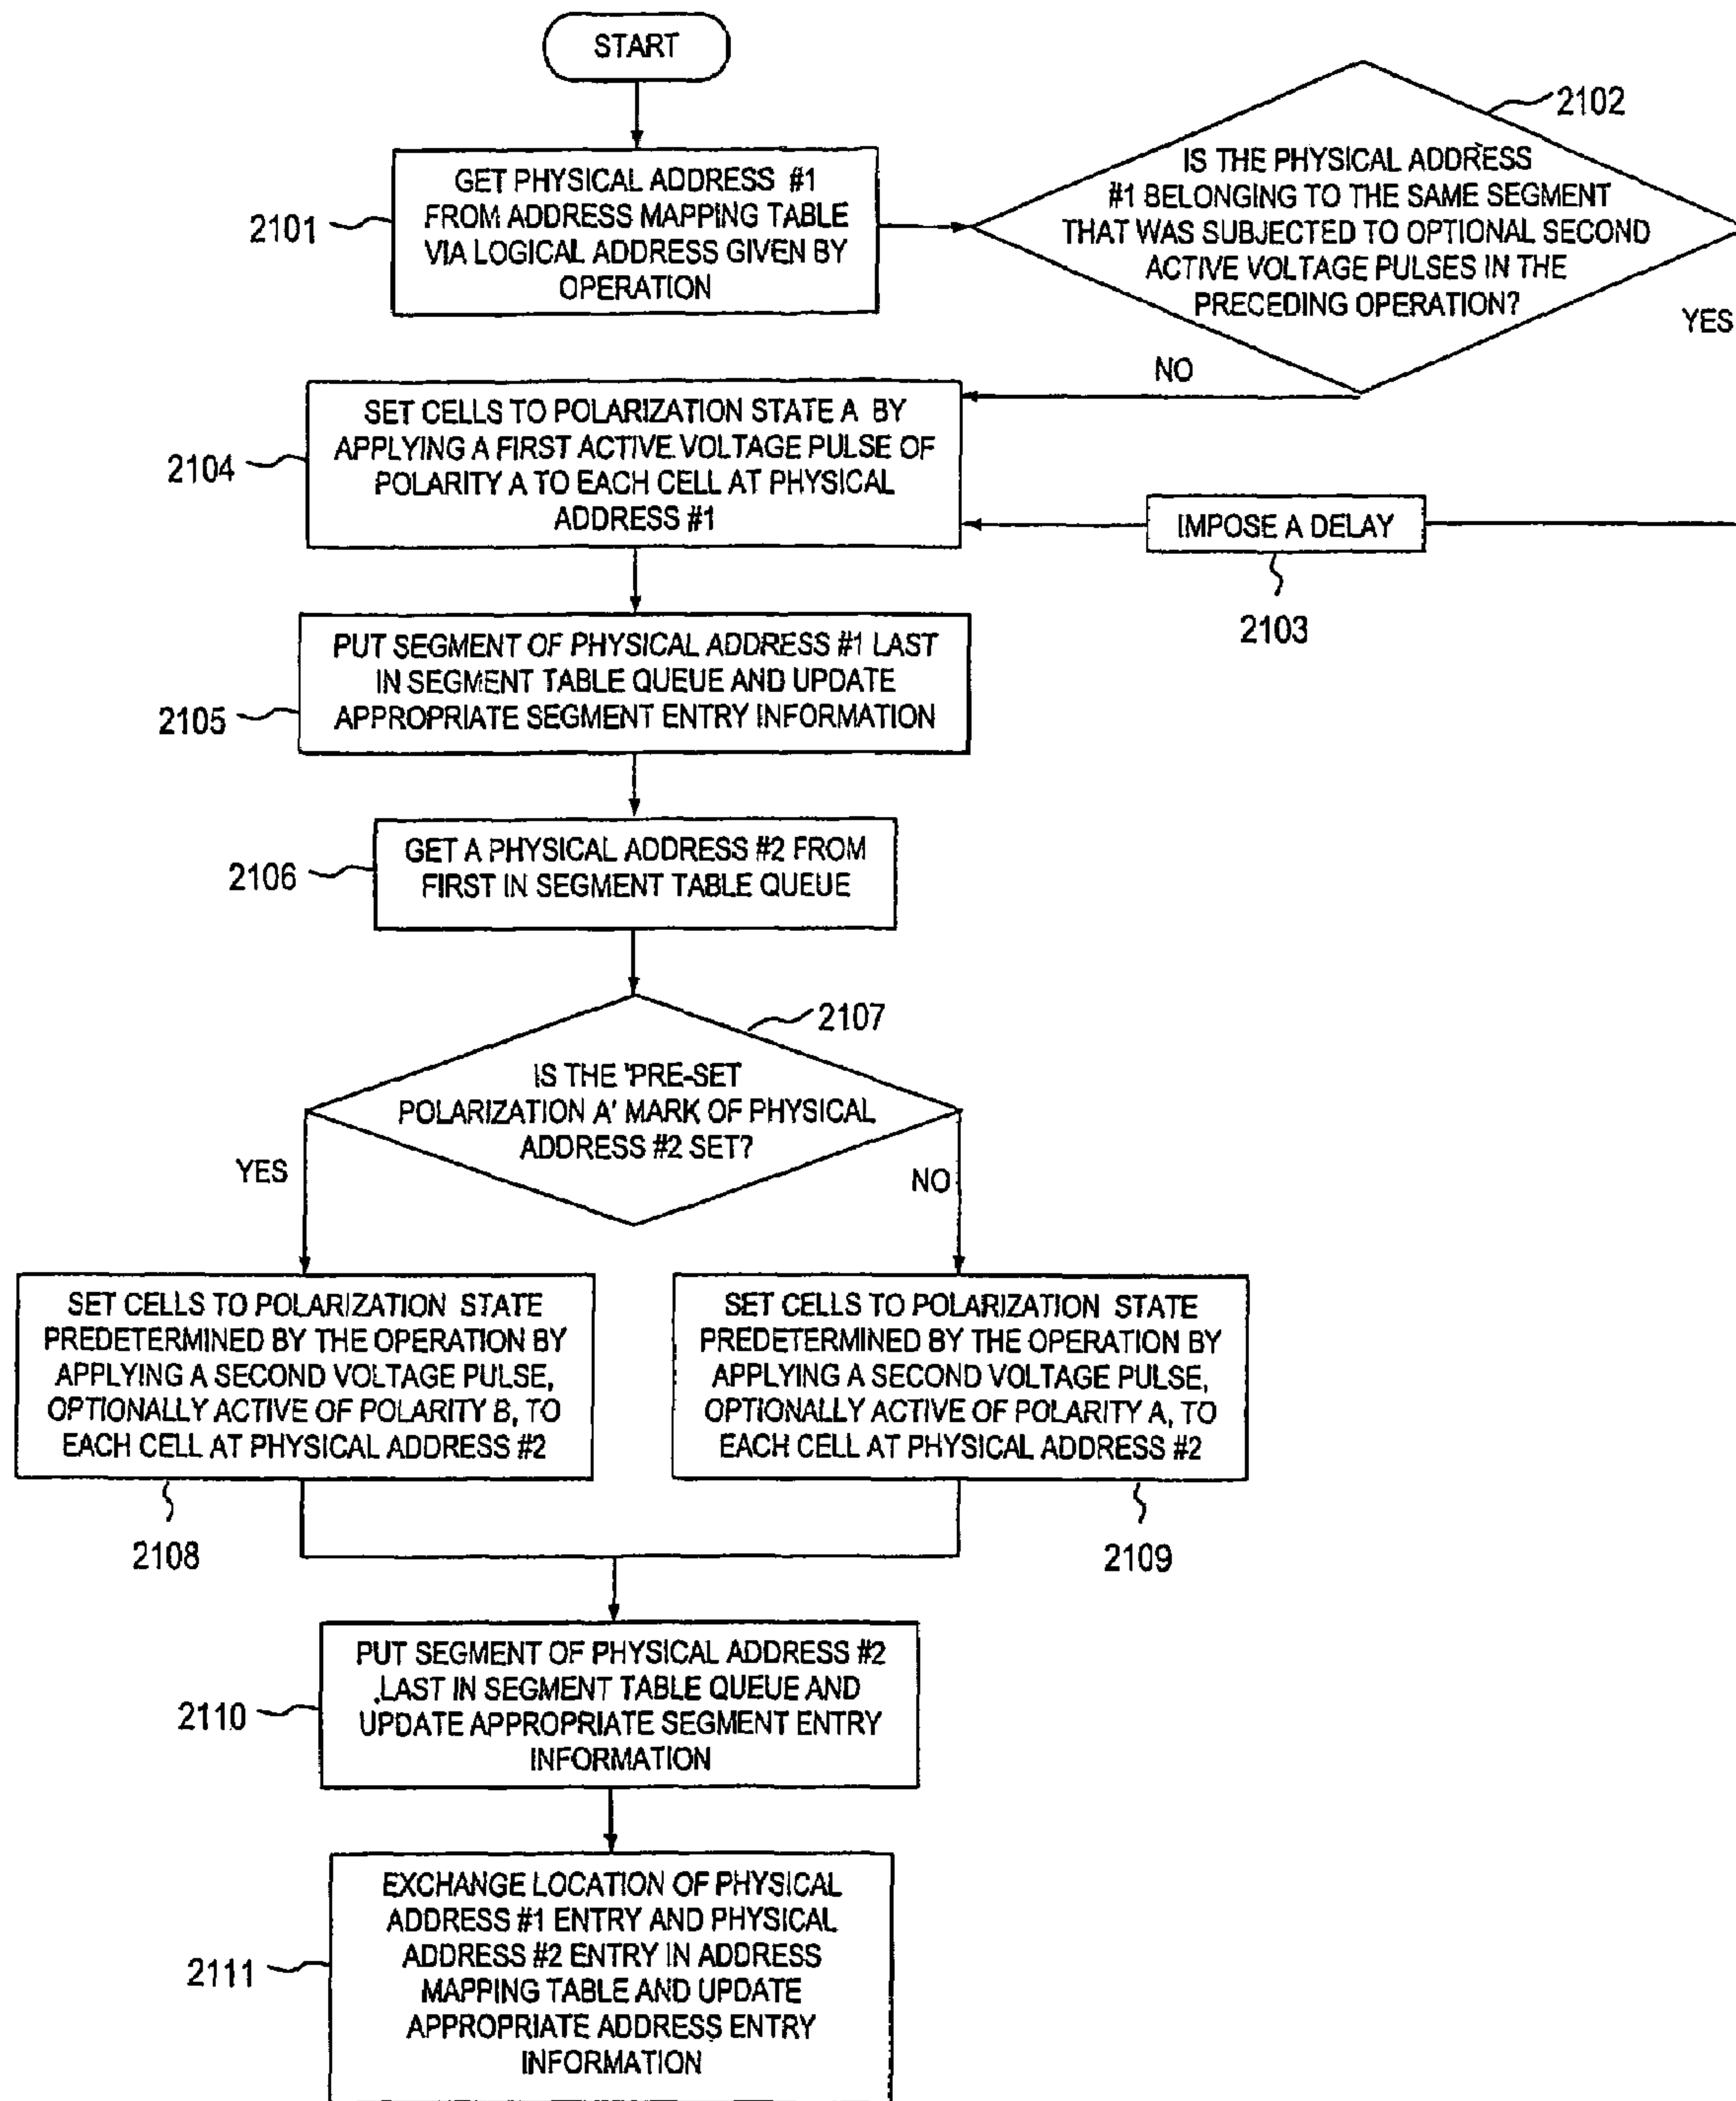 START
2101
GET PHYSICAL ADDRESS #1
FROM ADDRESS MAPPING TABLE
VIA LOGICAL ADDRESS GIVEN BY
OPERATION
2102
IS THE PHYSICAL ADDRESS
#1 BELONGING TO THE SAME SEGMENT
THAT WAS SUBJECTED TO OPTIONAL SECOND
ACTIVE VOLTAGE PULSES IN THE
PRECEDING OPERATION?
YES
NO
2104
SET CELLS TO POLARIZATION STATE A BY
APPLYING A FIRST ACTIVE VOLTAGE PULSE OF
POLARITY A TO EACH CELL AT PHYSICAL
ADDRESS #1
IMPOSE A DELAY
2103
2105
PUT SEGMENT OF PHYSICAL ADDRESS #1 LAST
IN SEGMENT TABLE QUEUE AND UPDATE
APPROPRIATE SEGMENT ENTRY INFORMATION
2106
GET A PHYSICAL ADDRESS #2 FROM
FIRST IN SEGMENT TABLE QUEUE
2107
IS THE 'PRE-SET
POLARIZATION A' MARK OF PHYSICAL
ADDRESS #2 SET?
YES
NO
SET CELLS TO POLARIZATION STATE
PREDETERMINED BY THE OPERATION BY
APPLYING A SECOND VOLTAGE PULSE,
OPTIONALLY ACTIVE OF POLARITY B, TO
EACH CELL AT PHYSICAL ADDRESS #2
2108
SET CELLS TO POLARIZATION STATE
PREDETERMINED BY THE OPERATION BY
APPLYING A SECOND VOLTAGE PULSE,
OPTIONALLY ACTIVE OF POLARITY A, TO
EACH CELL AT PHYSICAL ADDRESS #2
2109
2110
PUT SEGMENT OF PHYSICAL ADDRESS #2
LAST IN SEGMENT TABLE QUEUE AND
UPDATE APPROPRIATE SEGMENT ENTRY
INFORMATION
2111
EXCHANGE LOCATION OF PHYSICAL
ADDRESS #1 ENTRY AND PHYSICAL
ADDRESS #2 ENTRY IN ADDRESS
MAPPING TABLE AND UPDATE
APPROPRIATE ADDRESS ENTRY
INFORMATION